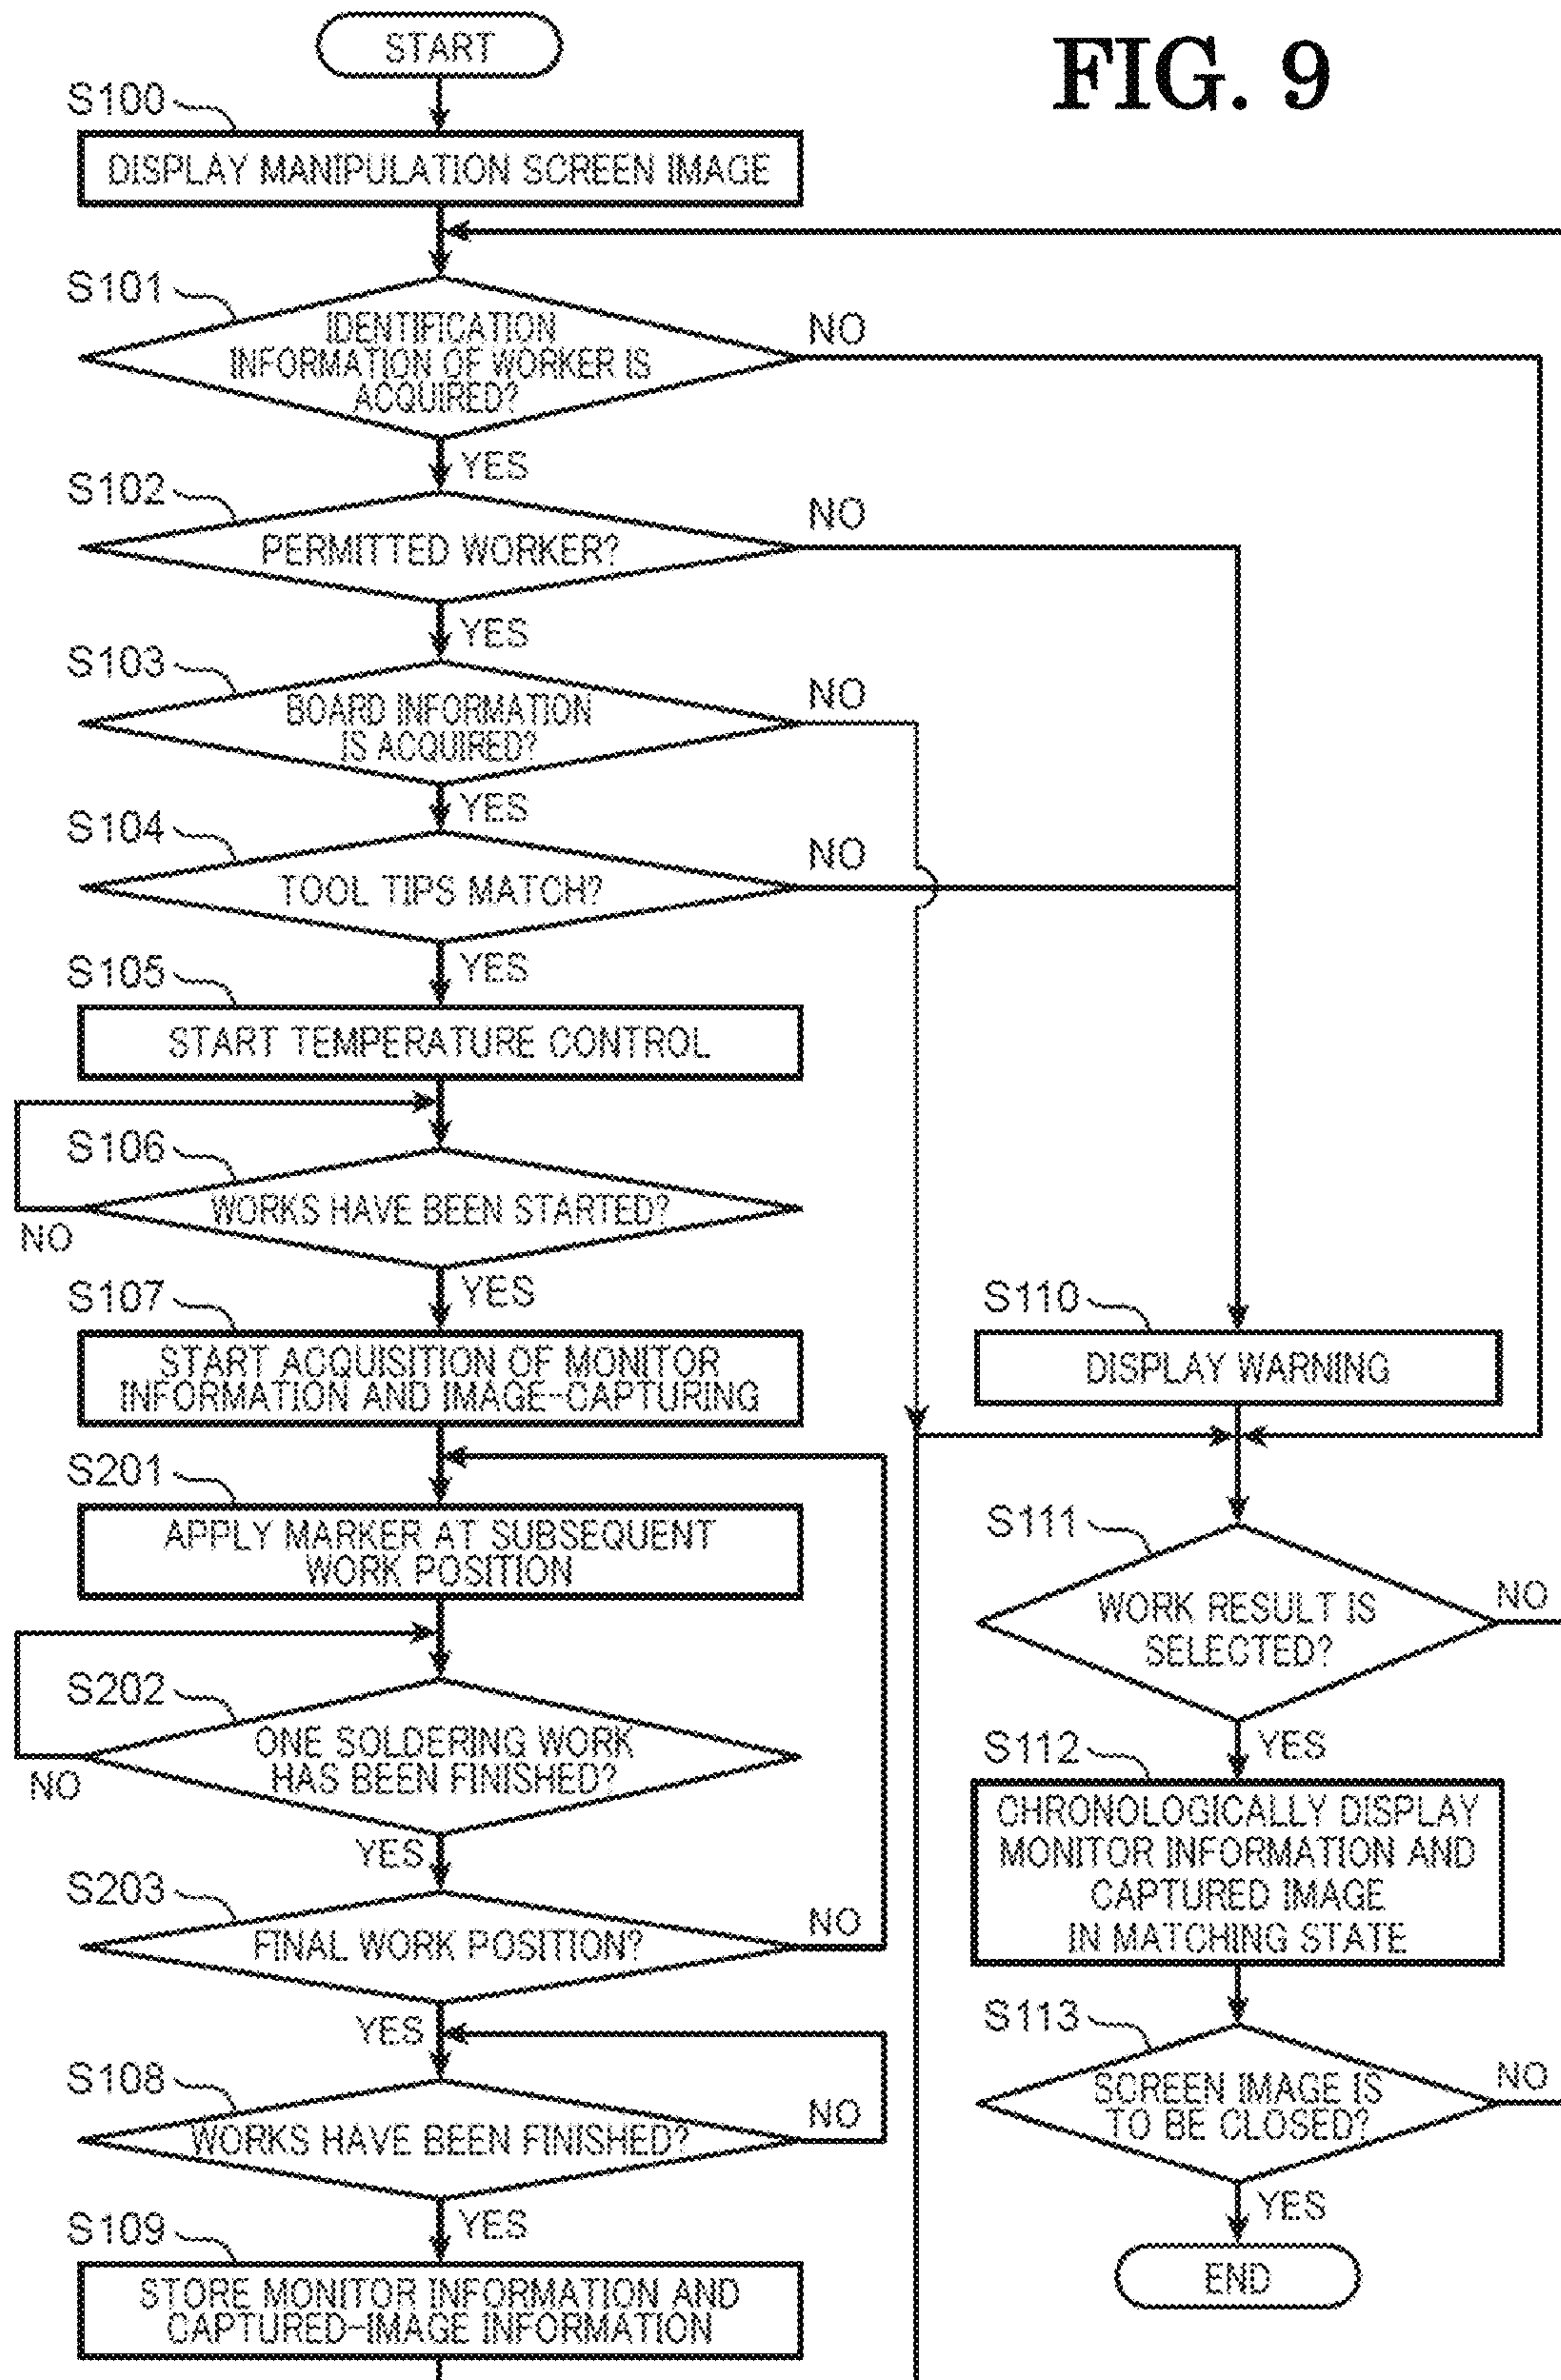 FIG. 9
START
S100
DISPLAY MANIPULATION SCREEN IMAGE
S101
IDENTIFICATION
INFORMATION OF WORKER IS
ACQUIRED?
NO
YES
S102
PERMITTED WORKER?
NO
YES
S103
BOARD INFORMATION
IS ACQUIRED?
NO
YES
S104
TOOL TIPS MATCH?
NO
YES
S105
START TEMPERATURE CONTROL
S106
WORKS HAVE BEEN STARTED?
NO
YES
S107
START ACQUISITION OF MONITOR
INFORMATION AND IMAGE-CAPTURING
S201
APPLY MARKER AT SUBSEQUENT
WORK POSITION
S202
ONE SOLDERING WORK
HAS BEEN FINISHED?
NO
YES
S203
FINAL WORK POSITION?
NO
YES
S108
WORKS HAVE BEEN FINISHED?
NO
YES
S109
STORE MONITOR INFORMATION AND
CAPTURED-IMAGE INFORMATION
S110
DISPLAY WARNING
S111
WORK RESULT IS
SELECTED?
NO
YES
S112
CHRONOLOGICALLY DISPLAY
MONITOR INFORMATION AND
CAPTURED IMAGE
IN MATCHING STATE
S113
SCREEN IMAGE IS
TO BE CLOSED?
NO
YES
END